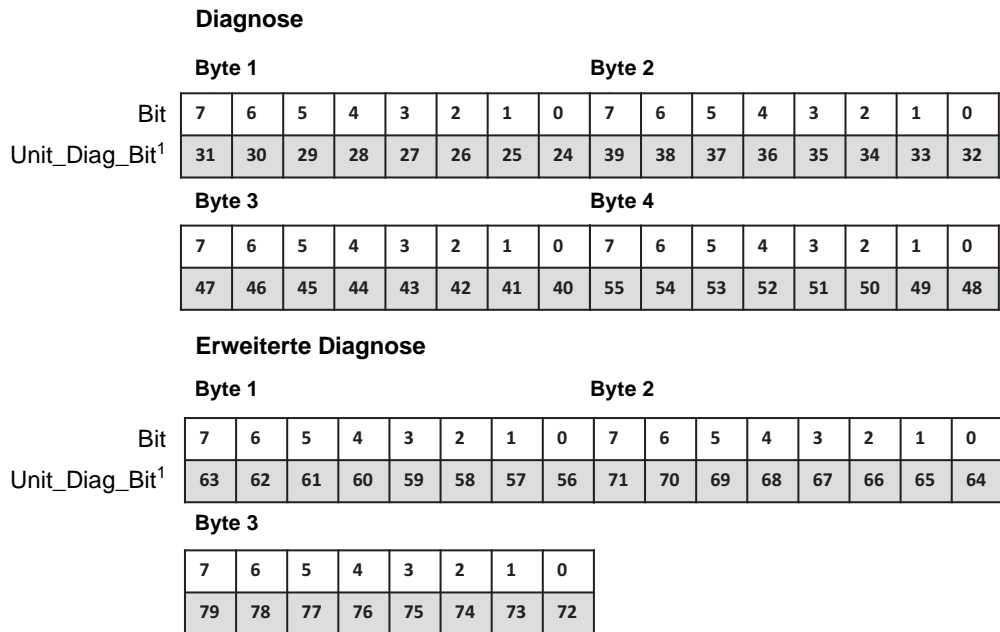 Diagnose
Byte 1 Byte 2
Bit 7 6 5 4 3 2 1 0 7 6 5 4 3 2 1 0
Unit_Diag_Bit¹ 31 30 29 28 27 26 25 24 39 38 37 36 35 34 33 32
Byte 3 Byte 4
7 6 5 4 3 2 1 0 7 6 5 4 3 2 1 0
47 46 45 44 43 42 41 40 55 54 53 52 51 50 49 48
Erweiterte Diagnose
Byte 1 Byte 2
Bit 7 6 5 4 3 2 1 0 7 6 5 4 3 2 1 0
Unit_Diag_Bit¹ 63 62 61 60 59 58 57 56 71 70 69 68 67 66 65 64
Byte 3
7 6 5 4 3 2 1 0
79 78 77 76 75 74 73 72